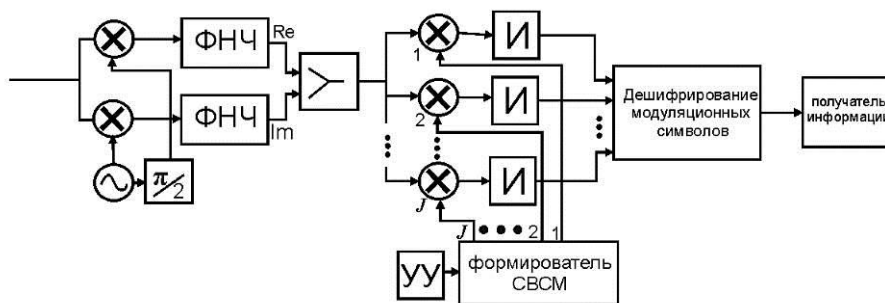 ФНЧ
Re
ФНЧ
Im
π/2
1
И
2
И
J
И
J
2
1
УУ
формирователь
СВСМ
Дешифрирование
модуляционных
символов
получатель
информации